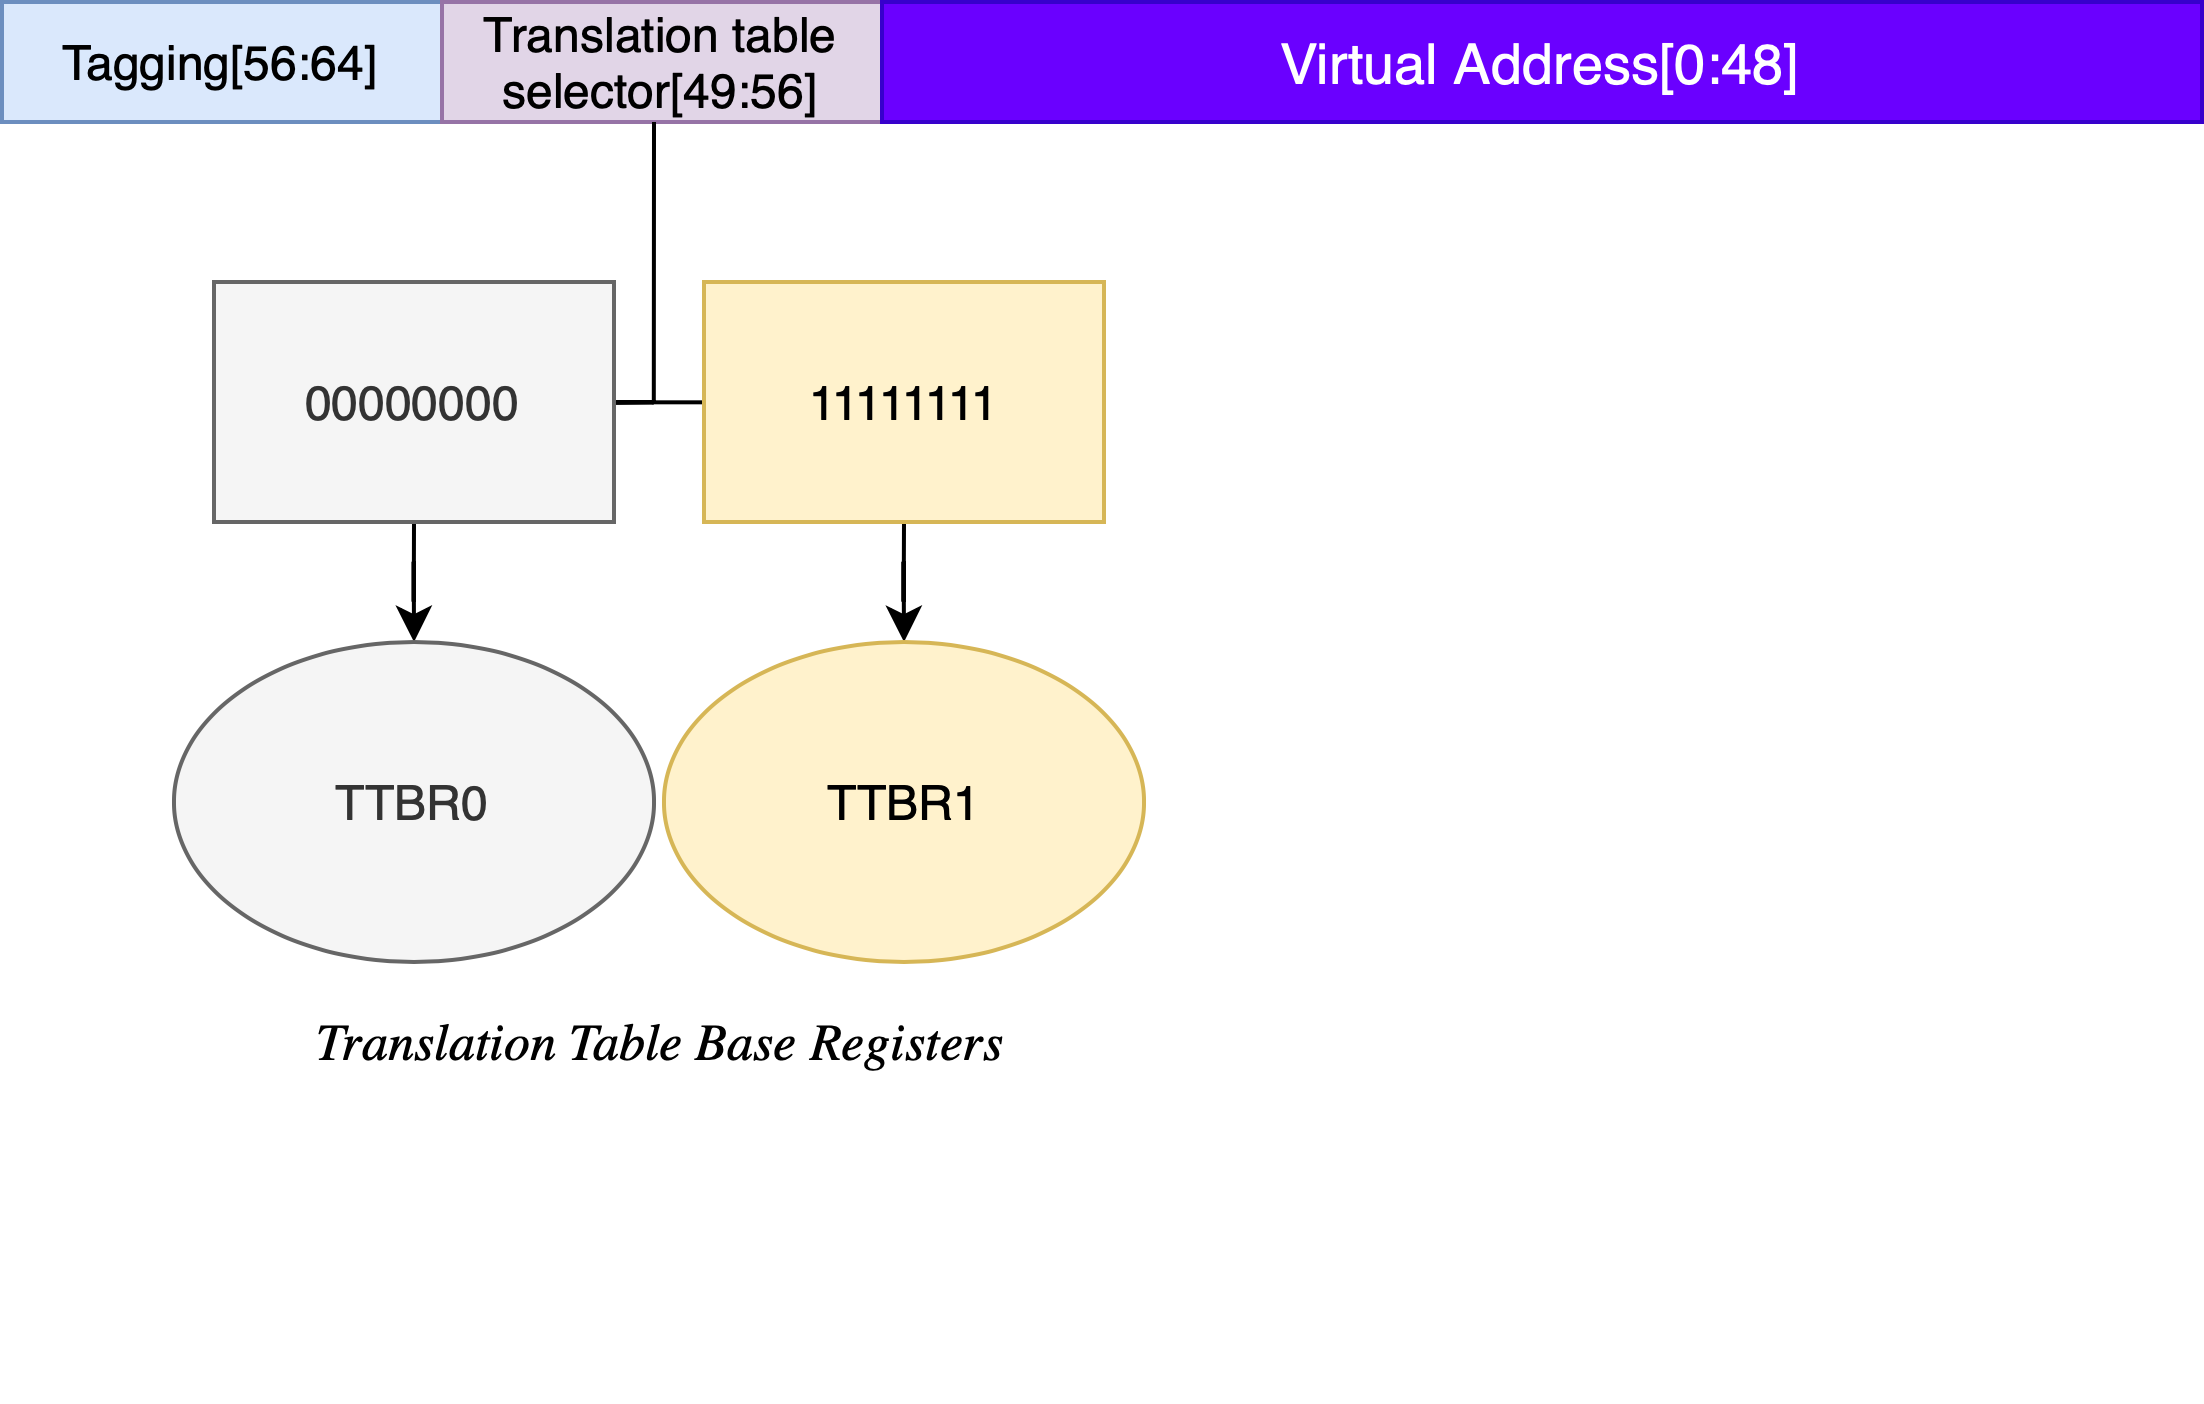 Tagging[56:64]
Translation table
selector[49:56]
Virtual Address[0:48]
00000000
11111111
TTBR0
TTBR1
Translation Table Base Registers